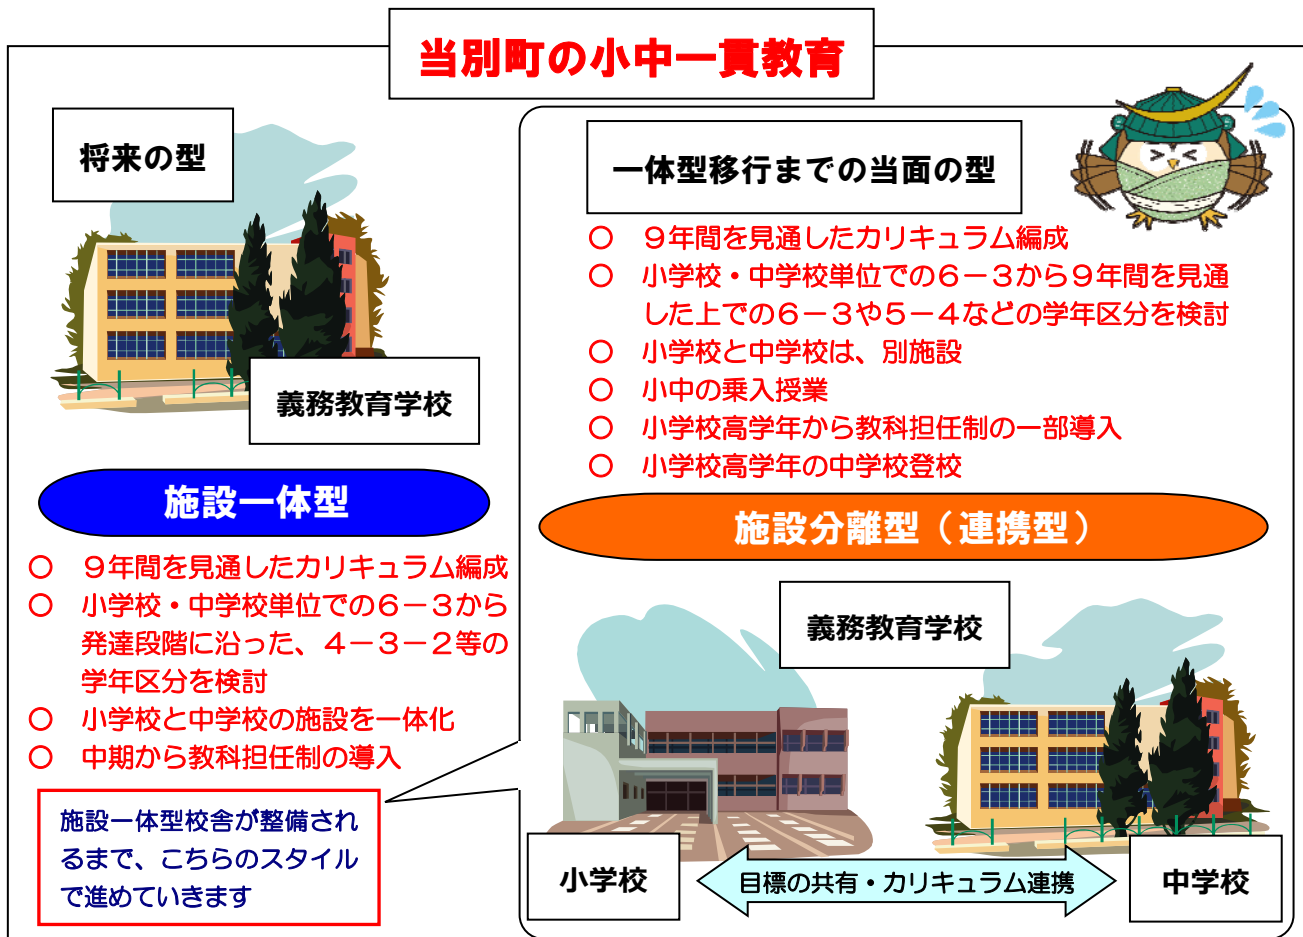 当別町の小中一貫教育
将来の型
義務教育学校
施設一体型
○ ９年間を見通したカリキュラム編成
○ 小学校・中学校単位での６－３から
発達段階に沿った、４－３－２等の
学年区分を検討
○ 小学校と中学校の施設を一体化
○ 中期から教科担任制の導入
施設一体型校舎が整備され
るまで、こちらのスタイル
で進めていきます
一体型移行までの当面の型
○ ９年間を見通したカリキュラム編成
○ 小学校・中学校単位での６－３から９年間を見通
した上での６－３や５－４などの学年区分を検討
○ 小学校と中学校は、別施設
○ 小中の乗入授業
○ 小学校高学年から教科担任制の一部導入
○ 小学校高学年の中学校登校
施設分離型（連携型）
義務教育学校
小学校
目標の共有・カリキュラム連携
中学校